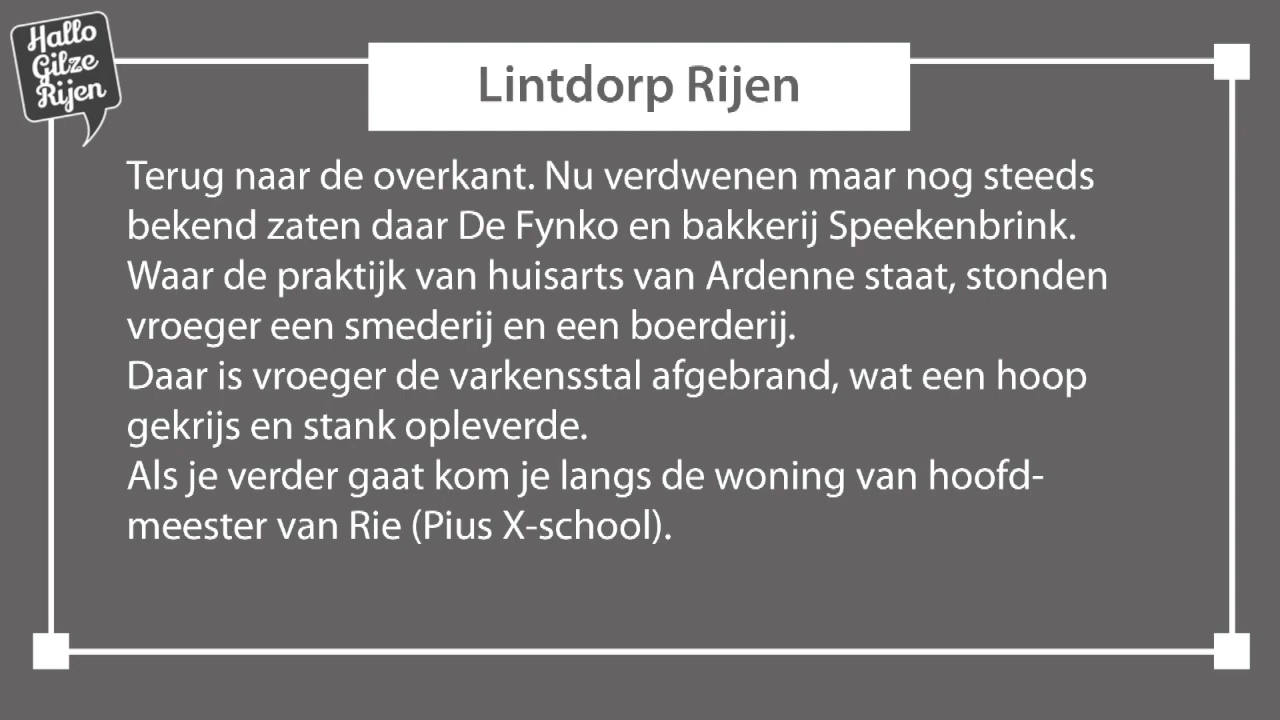 Hallo
Gilze
Rijen
Lintdorp Rijen
Terug naar de overkant. Nu verdwenen maar nog steeds
bekend zaten daar De Fynko en bakkerij Speekenbrink.
Waar de praktijk van huisarts van Ardenne staat, stonden
vroeger een smederij en een boerderij.
Daar is vroeger de varkensstal afgebrand, wat een hoop
gekrijs en stank opleverde.
Als je verder gaat kom je langs de woning van hoofd-
meester van Rie (Pius X-school).